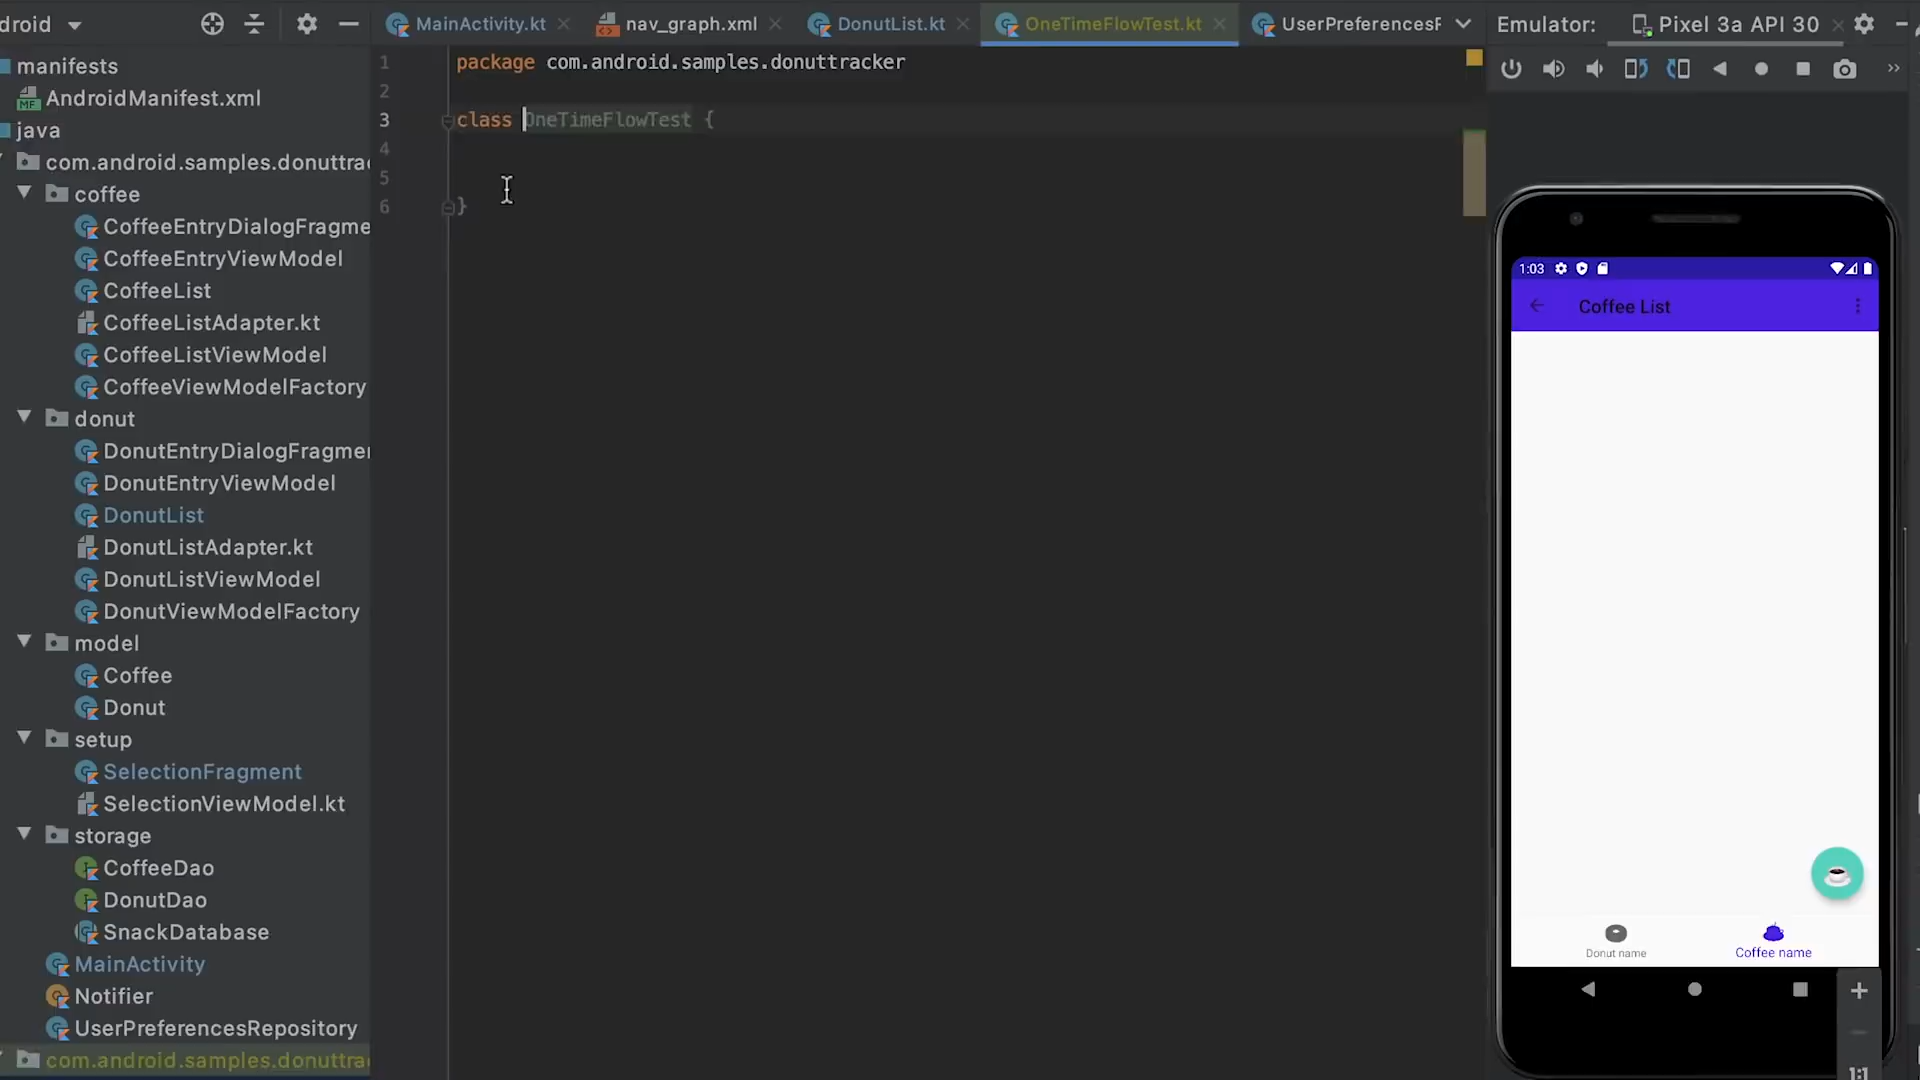 droid
MainActivity.kt
nav_graph.xml
DonutList.kt
OneTimeFlowTest.kt
UserPreferencesF
Emulator:
Pixel 3a API 30
manifests
MF AndroidManifest.xml
java
com.android.samples.donuttra
coffee
CoffeeEntryDialogFragme
CoffeeEntryViewModel
CoffeeList
CoffeeListAdapter.kt
CoffeeListViewModel
CoffeeViewModelFactory
donut
DonutEntryDialogFragmer
DonutEntryViewModel
DonutList
DonutListAdapter.kt
DonutListViewModel
DonutViewModelFactory
model
Coffee
Donut
setup
SelectionFragment
SelectionViewModel.kt
storage
CoffeeDao
DonutDao
SnackDatabase
MainActivity
Notifier
UserPreferencesRepository
com.android.samples.donuttra
1 package com.android.samples.donuttracker
2
3 class OneTimeFlowTest {
4
5
6 }
1:03
Coffee List
Donut name
Coffee name
1:1